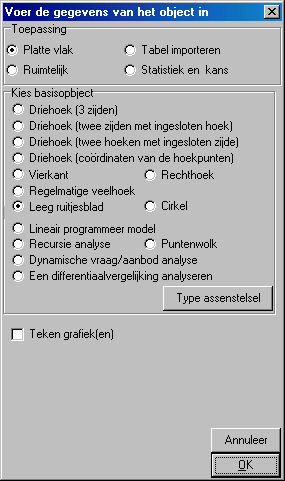 Voer de gegevens van het object in
Toepassing
Platte vlak
Tabel importeren
Ruimtelijk
Statistiek en kans
Kies basisobject
Driehoek (3 zijden)
Driehoek (twee zijden met ingesloten hoek)
Driehoek (twee hoeken met ingesloten zijde)
Driehoek (coördinaten van de hoekpunten)
Vierkant
Rechthoek
Regelmatige veelhoek
Leeg ruitjesblad
Cirkel
Lineair programmeer model
Recursie analyse
Puntenwolk
Dynamische vraag/aanbod analyse
Een differentiaalvergelijking analyseren
Type assenstelsel
Teken grafiek(en)
Annuleer
OK